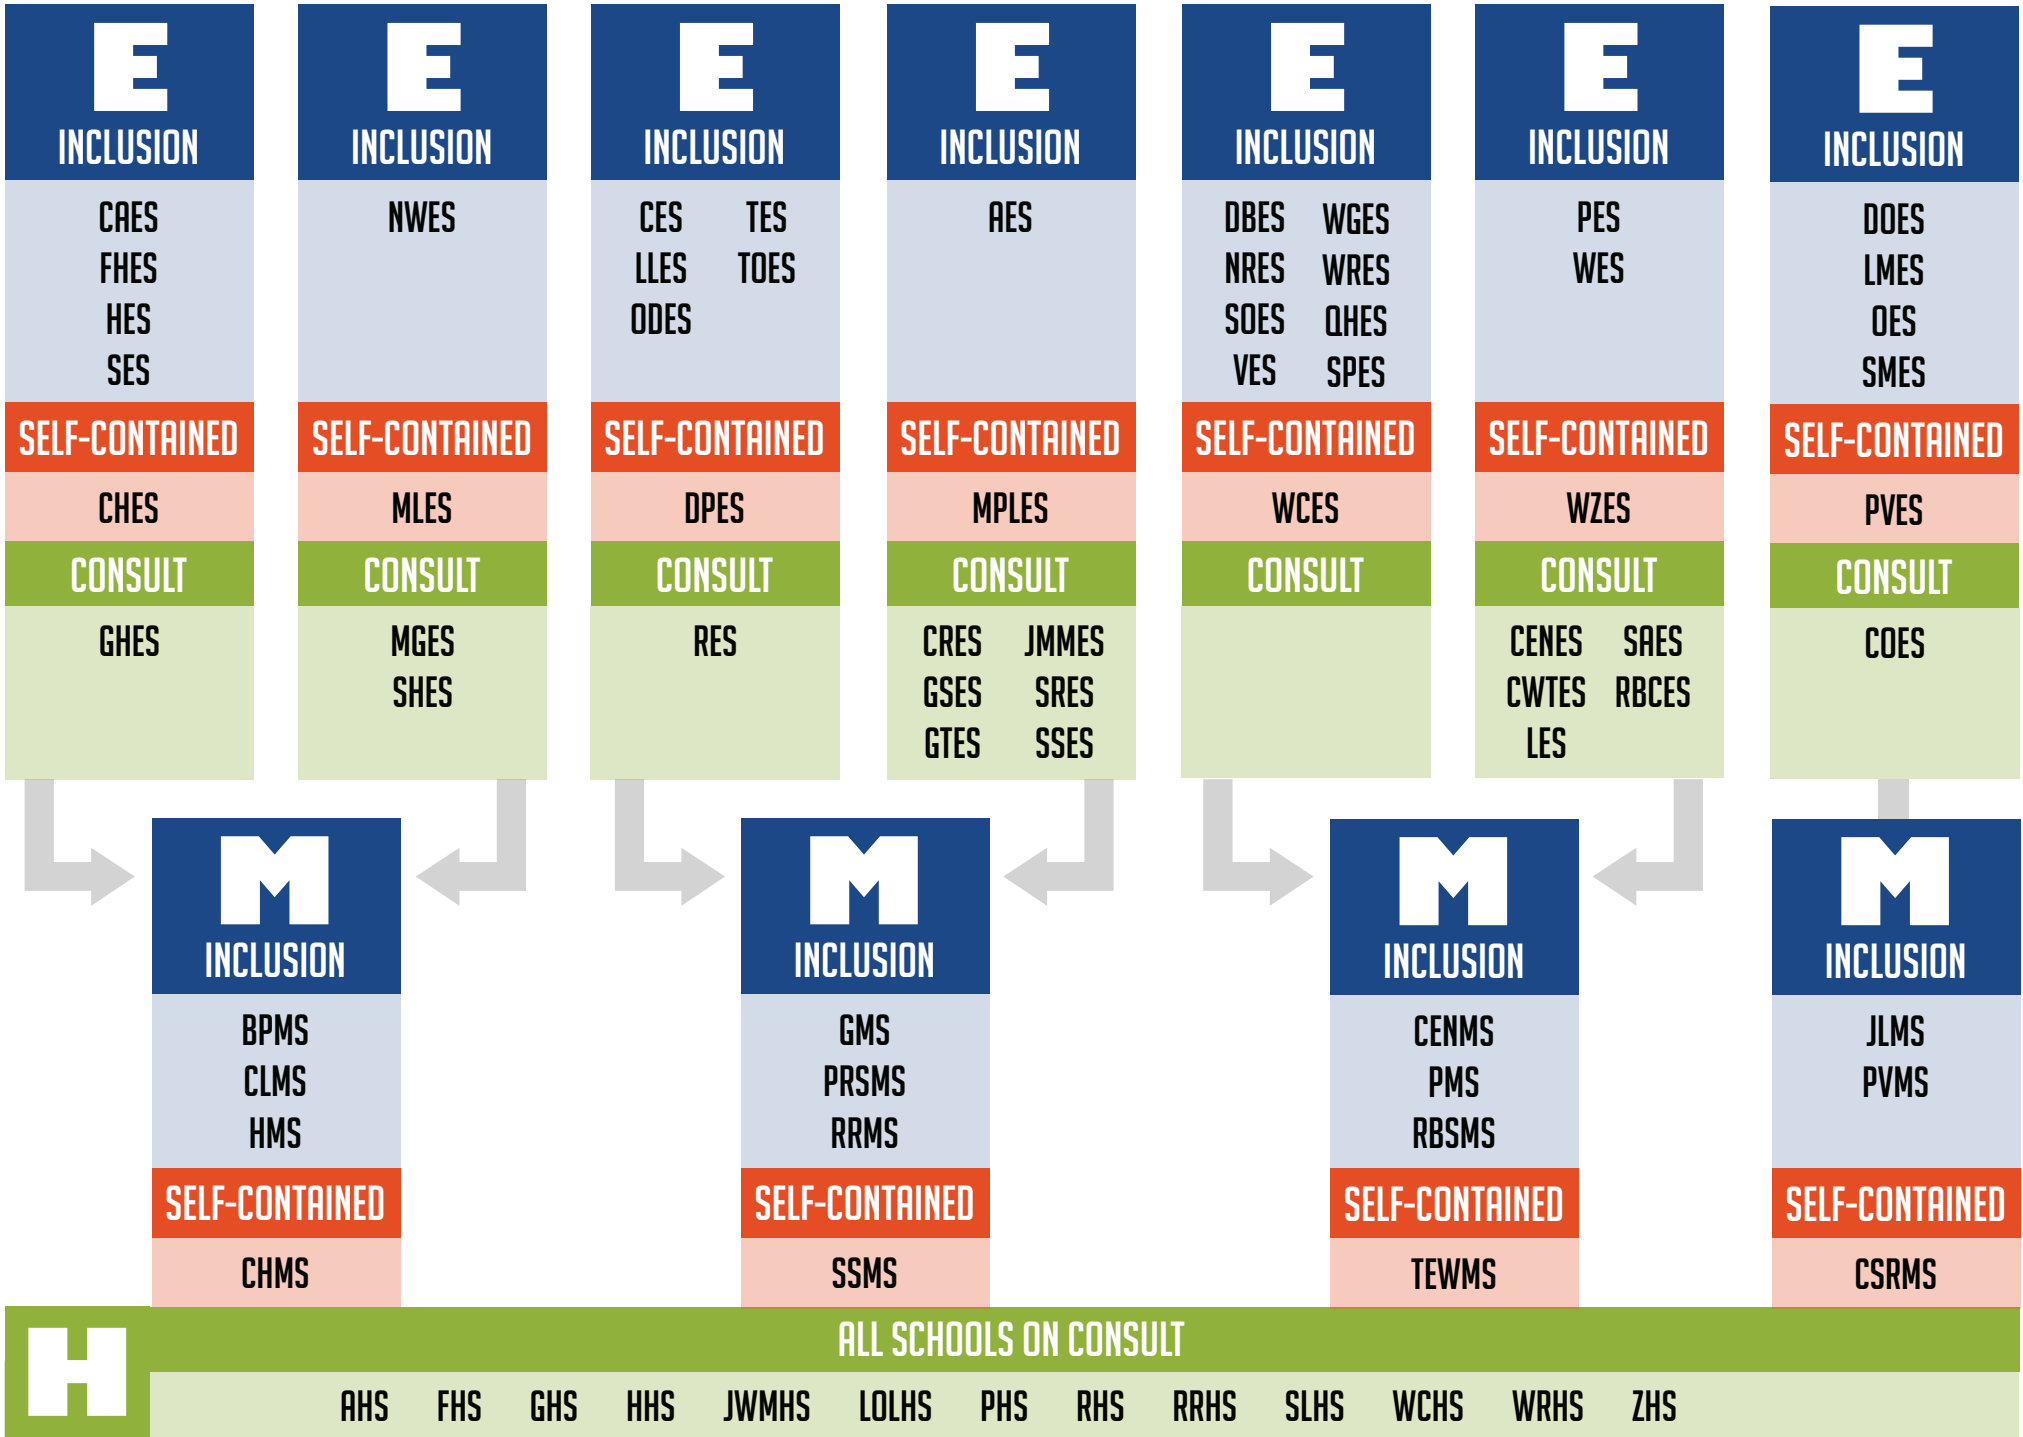 E
INCLUSION
CAES
FHES
HES
SES
SELF-CONTAINED
CHES
CONSULT
GHES
E
INCLUSION
NWES
SELF-CONTAINED
MLES
CONSULT
MGES
SHES
E
INCLUSION
CES TES
LLES TOES
ODES
SELF-CONTAINED
DPES
CONSULT
RES
E
INCLUSION
AES
SELF-CONTAINED
MPLES
CONSULT
CRES JMMES
GSES SRES
GTES SSES
E
INCLUSION
DBES WGES
NRES WRES
SOES QHES
VES SPES
SELF-CONTAINED
WCES
CONSULT
E
INCLUSION
PES
WES
SELF-CONTAINED
WZES
CONSULT
CENES SAES
CWTES RBCES
LES
E
INCLUSION
DOES
LMES
OES
SMES
SELF-CONTAINED
PVES
CONSULT
COES
M
INCLUSION
BPMS
CLMS
HMS
SELF-CONTAINED
CHMS
M
INCLUSION
GMS
PRSMS
RRMS
SELF-CONTAINED
SSMS
M
INCLUSION
CENMS
PMS
RBSMS
SELF-CONTAINED
TEWMS
M
INCLUSION
JLMS
PVMS
SELF-CONTAINED
CSRMS
H
ALL SCHOOLS ON CONSULT
AHS FHS GHS HHS JWMHS LOLHS PHS RHS RRHS SLHS WCHS WRHS ZHS